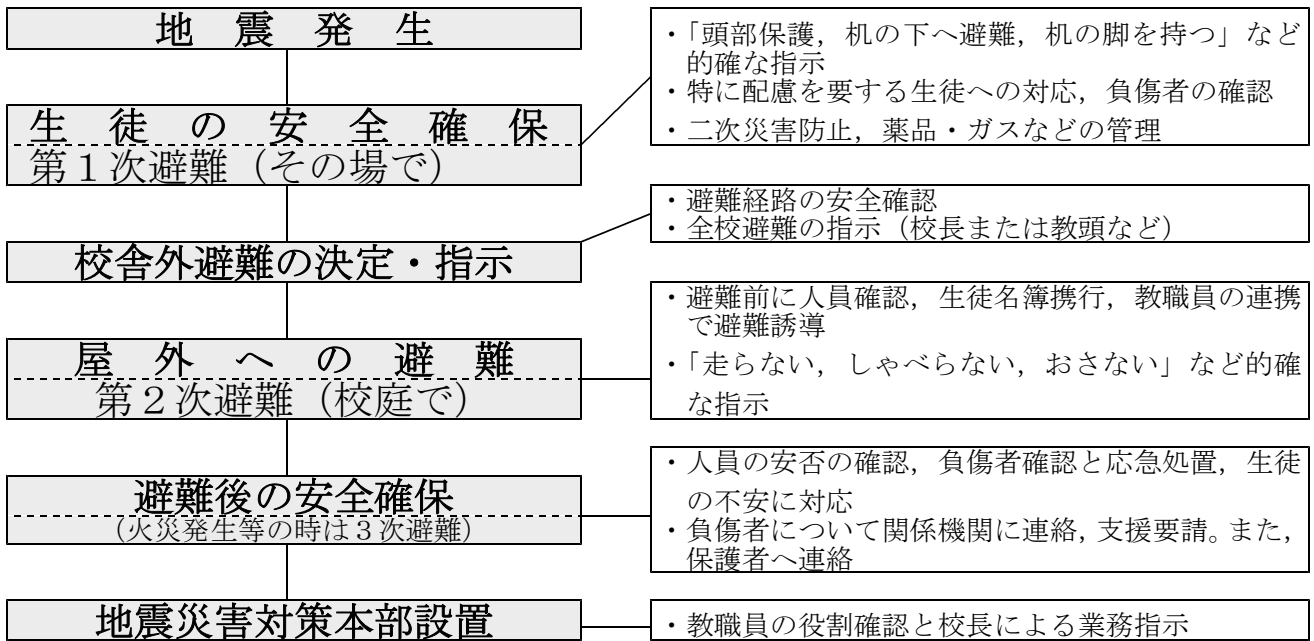 地震発生
・「頭部保護，机の下へ避難，机の脚を持つ」など
的確な指示
・特に配慮を要する生徒への対応，負傷者の確認
・二次災害防止，薬品・ガスなどの管理
生徒の安全確保
第１次避難（その場で）
・避難経路の安全確認
・全校避難の指示（校長または教頭など）
校舎外避難の決定・指示
・避難前に人員確認，生徒名簿携行，教職員の連携
で避難誘導
・「走らない，しゃべらない，おさない」など的確
な指示
屋外への避難
第２次避難（校庭で）
・人員の安否の確認，負傷者確認と応急処置，生徒
の不安に対応
・負傷者について関係機関に連絡，支援要請。また，
保護者へ連絡
避難後の安全確保
（火災発生等の時は３次避難）
地震災害対策本部設置
・教職員の役割確認と校長による業務指示